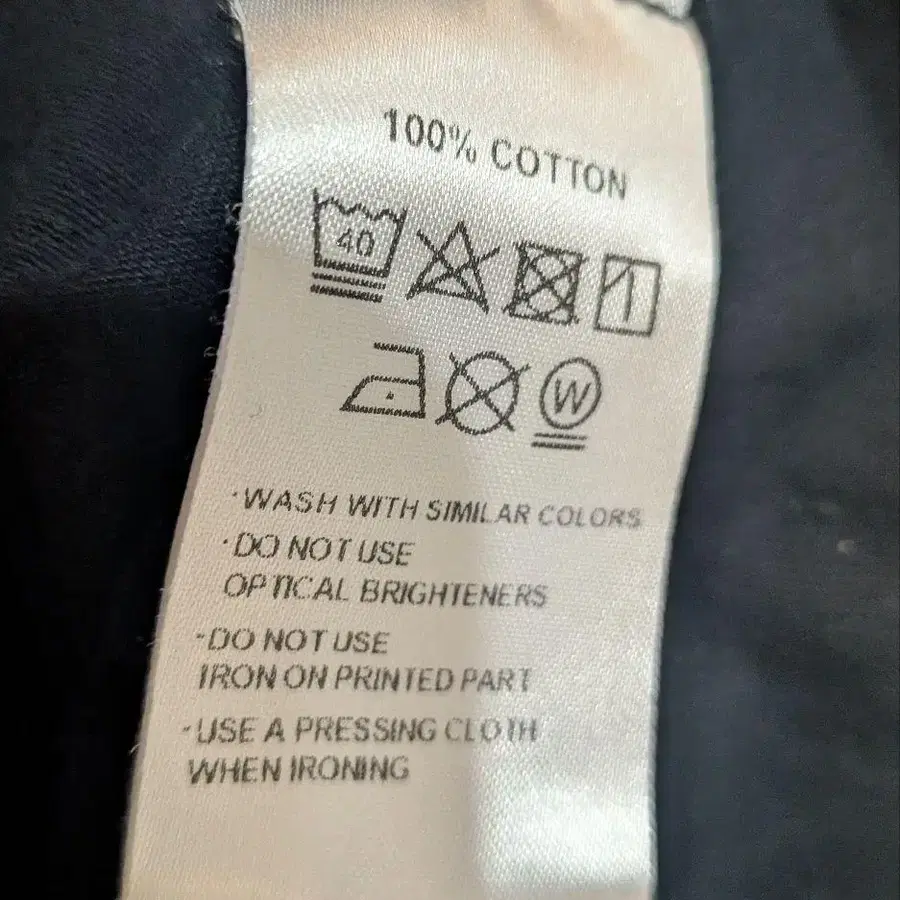 100% COTTON
40
W
·WASH WITH SIMILAR COLORS
·DO NOT USE
OPTICAL BRIGHTENERS
-DO NOT USE
IRON ON PRINTED PART
-USE A PRESSING CLOTH
WHEN IRONING